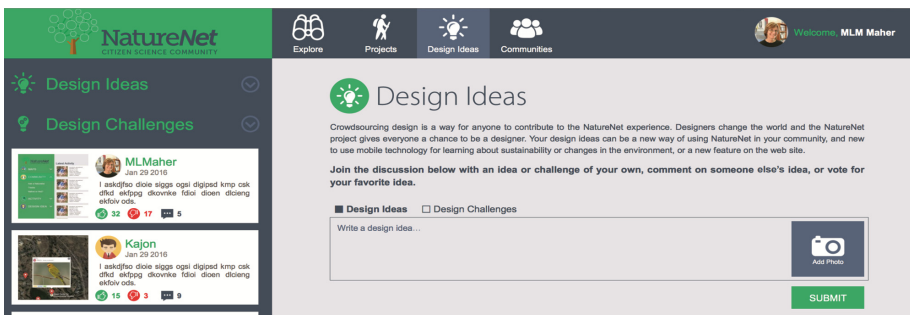 NatureNet
CITIZEN SCIENCE COMMUNITY
Explore
Projects
Design Ideas
Communities
Welcome, MLM Maher
Design Ideas
Design Challenges
MLMaher
Jan 29 2016
I askdjfso dioie siggs ogsi digipsd kmp csk
dfkd ekfppg dkovnke fdioi dioen dlcieng
ekfoiv ods.
32 17 5
Kajon
Jan 29 2016
I askdjfso dioie siggs ogsi digipsd kmp csk
dfkd ekfppg dkovnke fdioi dioen dlcieng
ekfoiv ods.
15 3 9
Design Ideas
Crowdsourcing design is a way for anyone to contribute to the NatureNet experience. Designers change the world and the NatureNet
project gives everyone a chance to be a designer. Your design ideas can be a new way of using NatureNet in your community, and new
to use mobile technology for learning about sustainability or changes in the environment, or a new feature on the web site.
Join the discussion below with an idea or challenge of your own, comment on someone else's idea, or vote for
your favorite idea.
Design Ideas Design Challenges
Write a design idea...
Add Photo
SUBMIT